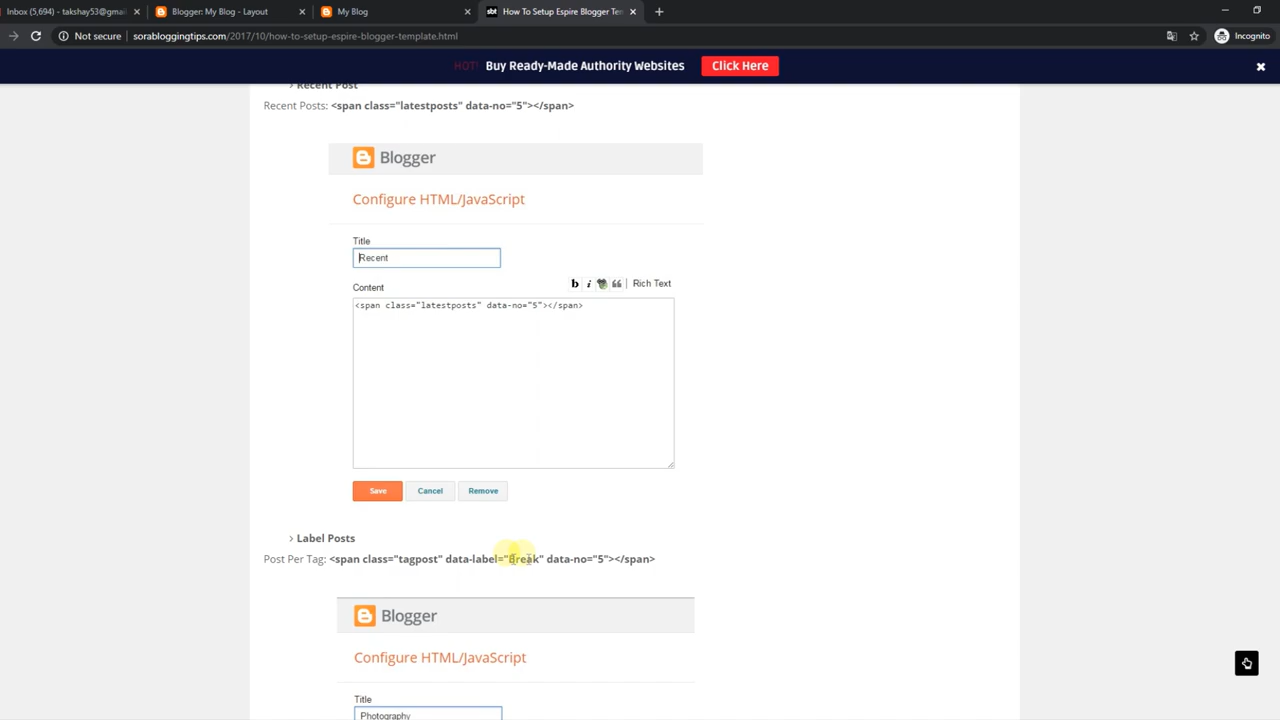 Inbox (5,694) - takshay53@gmail
Blogger: My Blog - Layout
My Blog
sbt
How To Setup Espire Blogger Tem
Not secure
sorabloggingtips.com/2017/10/how-to-setup-espire-blogger-template.html
Incognito
HOT!
Buy Ready-Made Authority Websites
Click Here
Recent Post
Recent Posts: <span class="latestposts" data-no="5"></span>
Blogger
Configure HTML/JavaScript
Title
Recent
Content
b i
Rich Text
<span class="latestposts" data-no="5"></span>
Save
Cancel
Remove
Label Posts
Post Per Tag: <span class="tagpost" data-label="Break" data-no="5"></span>
Blogger
Configure HTML/JavaScript
Title
Photography